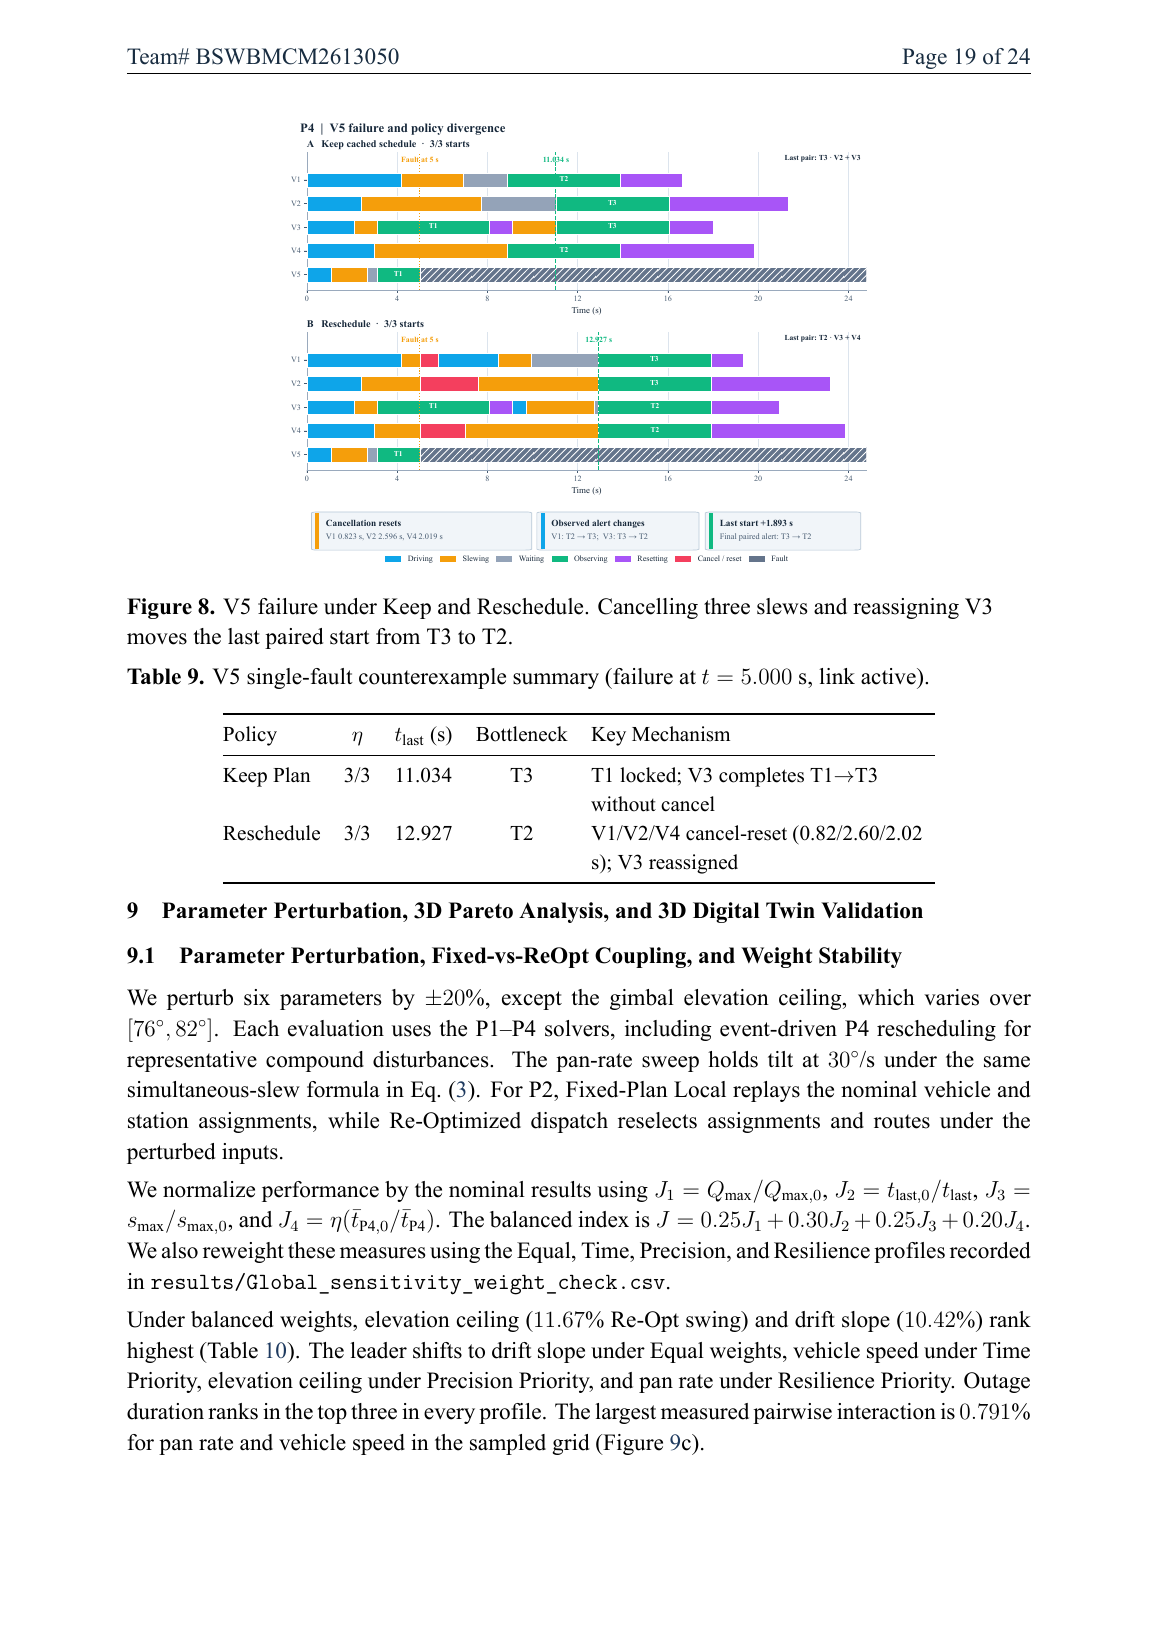 Team# BSWBMCM2613050 Page 19 of 24
P4 | V5 failure and policy divergence
A Keep cached schedule · 3/3 starts
Fault at 5 s 11.034 s Last pair: T3 · V2 + V3
V1 T2
V2 T3
V3 T1 T3
V4 T2
V5 T1
0 4 8 12 16 20 24
Time (s)
B Reschedule · 3/3 starts
Fault at 5 s 12.927 s Last pair: T2 · V3 + V4
V1 T3
V2 T3
V3 T1 T2
V4 T2
V5 T1
0 4 8 12 16 20 24
Time (s)
Cancellation resets Observed alert changes Last start +1.893 s
V1 0.823 s, V2 2.596 s, V4 2.019 s V1: T2 → T3; V3: T3 → T2 Final paired alert: T3 → T2
Driving Slewing Waiting Observing Resetting Cancel / reset Fault
Figure 8. V5 failure under Keep and Reschedule. Cancelling three slews and reassigning V3
moves the last paired start from T3 to T2.
Table 9. V5 single-fault counterexample summary (failure at t = 5.000 s, link active).
Policy η t_last (s) Bottleneck Key Mechanism
Keep Plan 3/3 11.034 T3 T1 locked; V3 completes T1→T3
without cancel
Reschedule 3/3 12.927 T2 V1/V2/V4 cancel-reset (0.82/2.60/2.02
s); V3 reassigned
9 Parameter Perturbation, 3D Pareto Analysis, and 3D Digital Twin Validation
9.1 Parameter Perturbation, Fixed-vs-ReOpt Coupling, and Weight Stability
We perturb six parameters by ±20%, except the gimbal elevation ceiling, which varies over
[76°, 82°]. Each evaluation uses the P1–P4 solvers, including event-driven P4 rescheduling for
representative compound disturbances. The pan-rate sweep holds tilt at 30°/s under the same
simultaneous-slew formula in Eq. (3). For P2, Fixed-Plan Local replays the nominal vehicle and
station assignments, while Re-Optimized dispatch reselects assignments and routes under the
perturbed inputs.
We normalize performance by the nominal results using J₁ = Q_max/Q_max,0, J₂ = t_last,0/t_last, J₃ =
s_max/s_max,0, and J₄ = η(t̄_P4,0/t̄_P4). The balanced index is J = 0.25J₁ + 0.30J₂ + 0.25J₃ + 0.20J₄.
We also reweight these measures using the Equal, Time, Precision, and Resilience profiles recorded
in results/Global_sensitivity_weight_check.csv.
Under balanced weights, elevation ceiling (11.67% Re-Opt swing) and drift slope (10.42%) rank
highest (Table 10). The leader shifts to drift slope under Equal weights, vehicle speed under Time
Priority, elevation ceiling under Precision Priority, and pan rate under Resilience Priority. Outage
duration ranks in the top three in every profile. The largest measured pairwise interaction is 0.791%
for pan rate and vehicle speed in the sampled grid (Figure 9c).